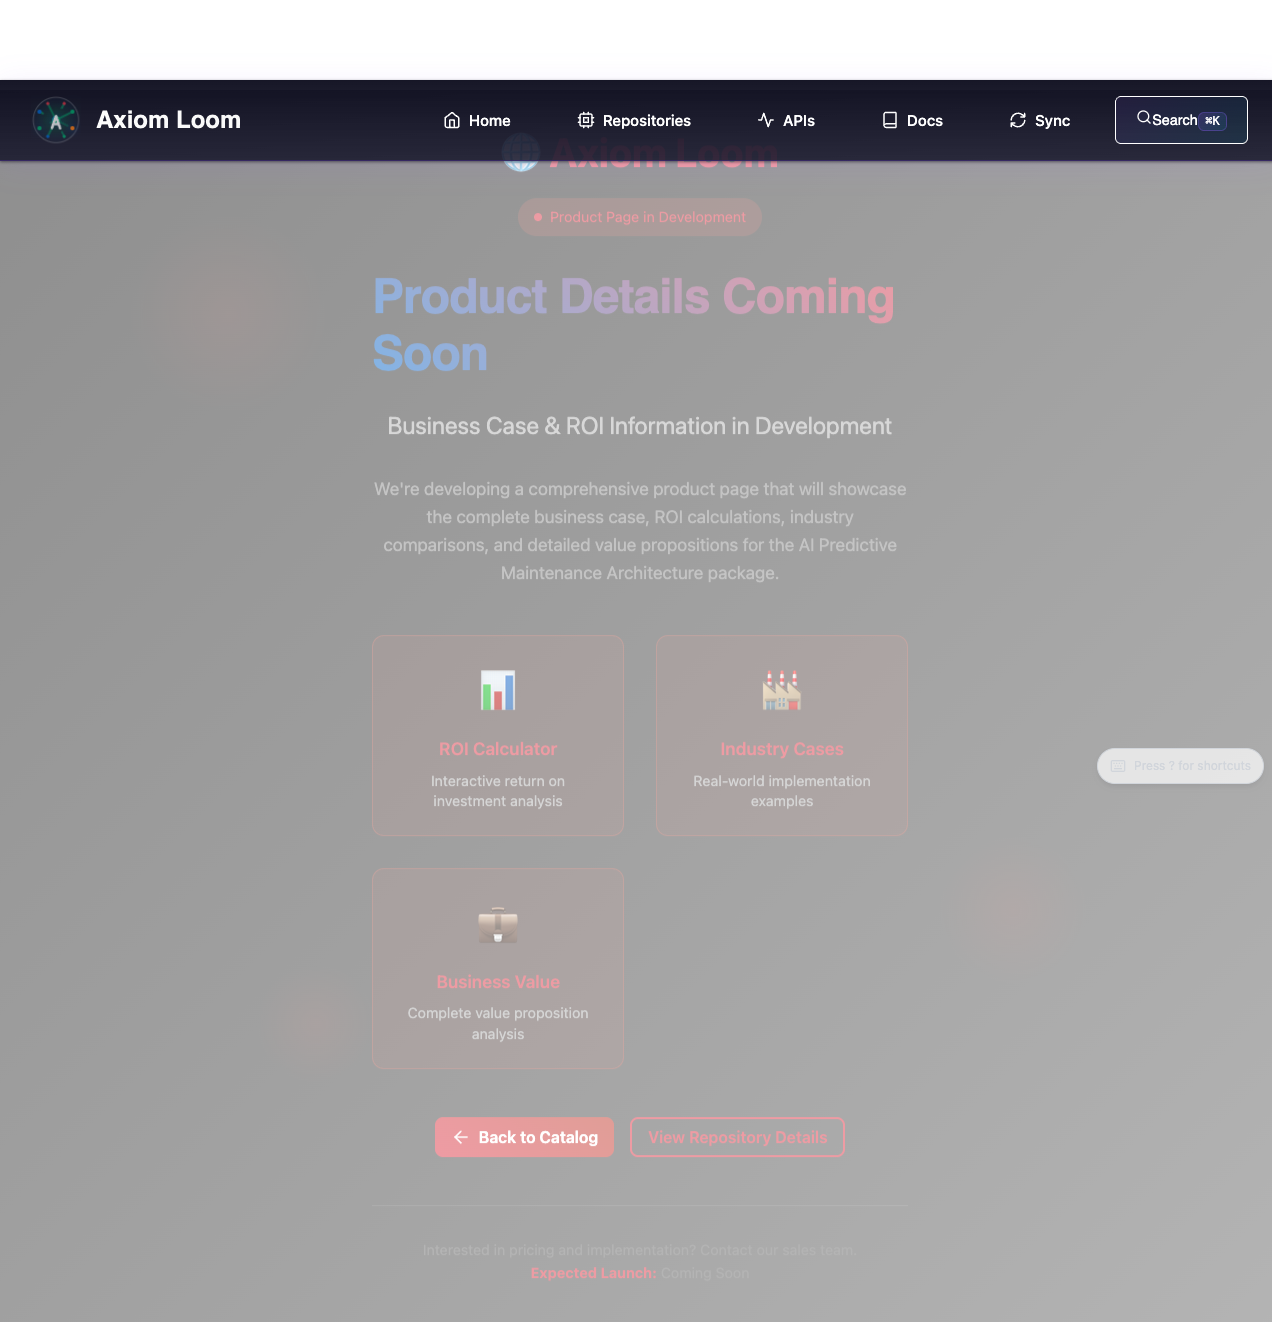 Axiom Loom
Home
Repositories
APIs
Docs
Sync
Search ⌘K
Axiom Loom
Product Page in Development
Product Details Coming
Soon
Business Case & ROI Information in Development
We're developing a comprehensive product page that will showcase
the complete business case, ROI calculations, industry
comparisons, and detailed value propositions for the AI Predictive
Maintenance Architecture package.
ROI Calculator
Interactive return on
investment analysis
Industry Cases
Real-world implementation
examples
Press ? for shortcuts
Business Value
Complete value proposition
analysis
Back to Catalog
View Repository Details
Interested in pricing and implementation? Contact our sales team.
Expected Launch: Coming Soon